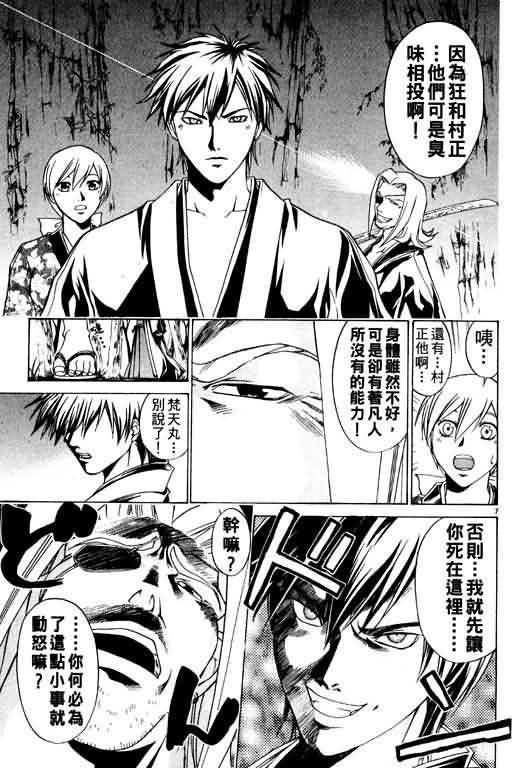 因為狂和村正
…他們可是臭
味相投啊！
咦…
還有…村
正他啊…
身體雖然不好，
可是卻有著凡人
所沒有的能力！
梵天丸…
別說了！
7
否則…我就先讓
你死在這裡……
幹嘛？
……你何必為
了這點小事就
動怒嘛？